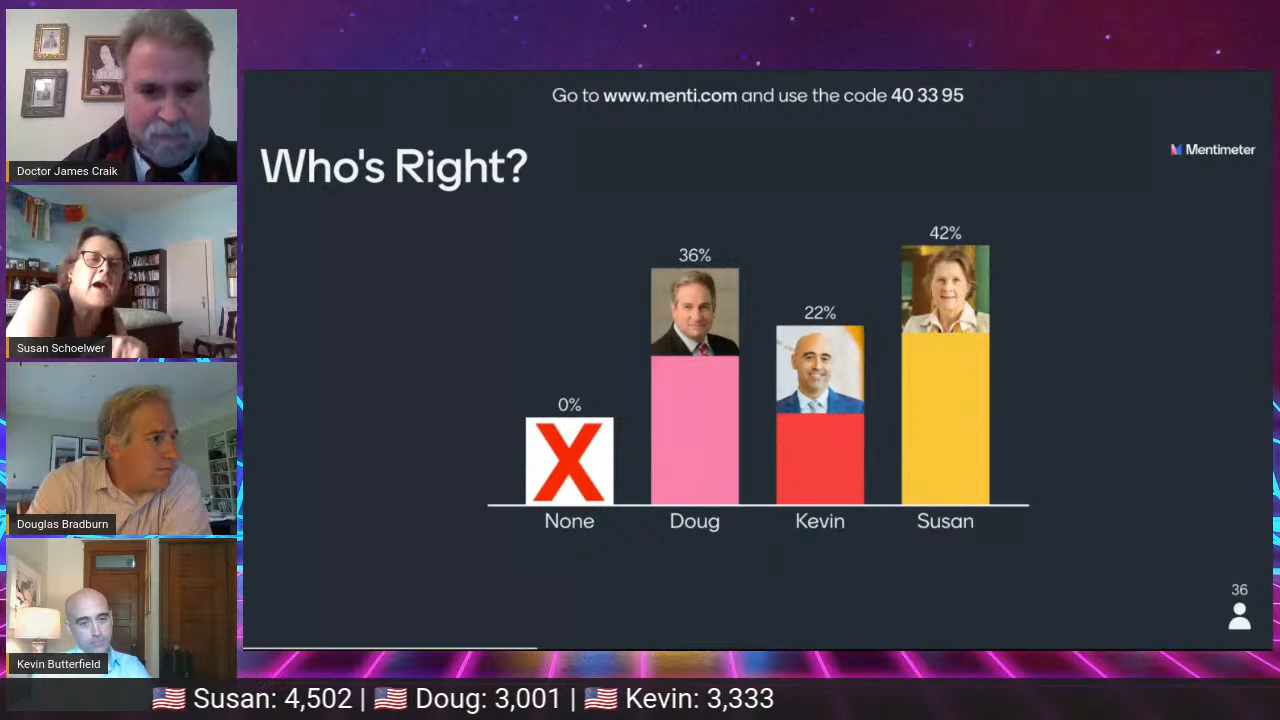 Doctor James Craik
Susan Schoelwer
Douglas Bradburn
Kevin Butterfield
Go to www.menti.com and use the code 40 33 95
Mentimeter
Who's Right?
0%
36%
22%
42%
None
Doug
Kevin
Susan
36
Susan: 4,502 | Doug: 3,001 | Kevin: 3,333